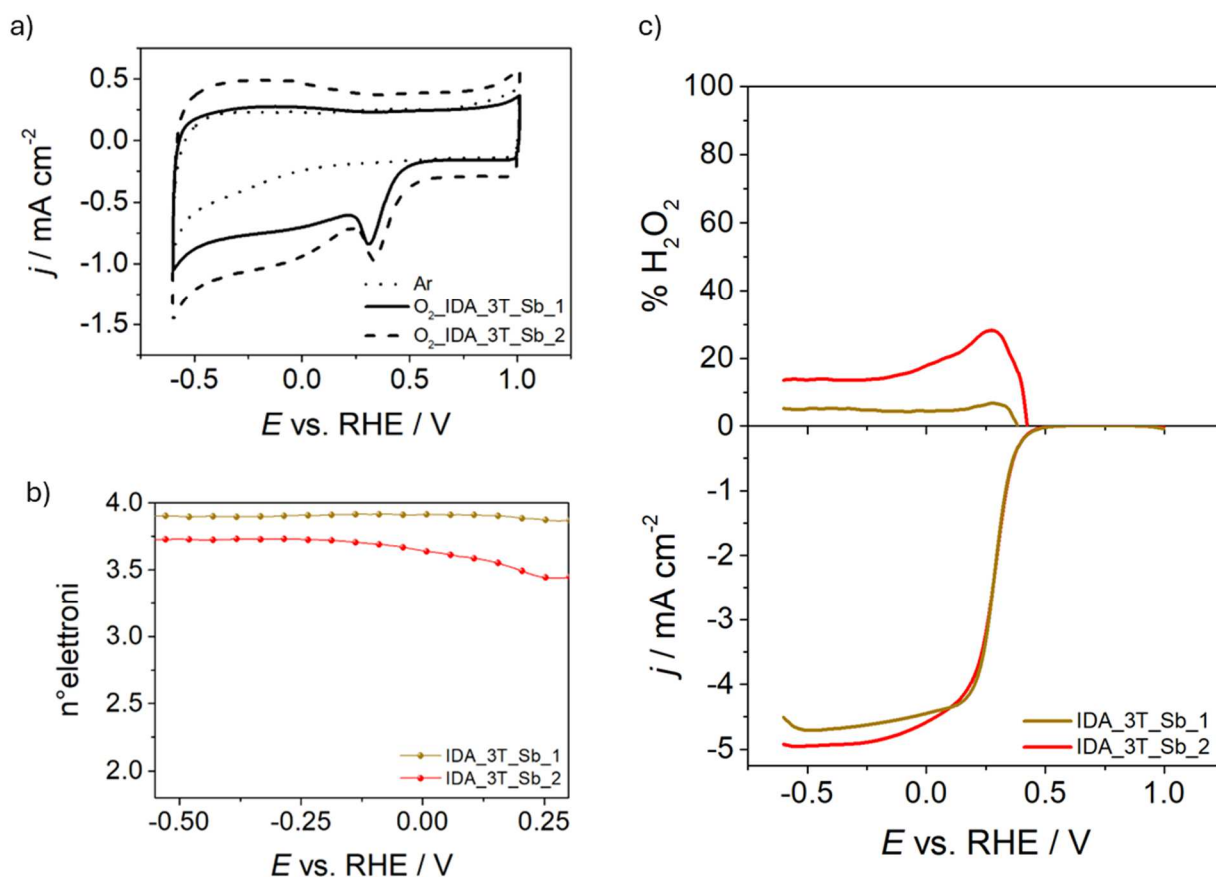 a)
0.5
0.0
-0.5
-1.0
-1.5
j / mA cm⁻²
Ar
O₂_IDA_3T_Sb_1
O₂_IDA_3T_Sb_2
-0.5 0.0 0.5 1.0
E vs. RHE / V
b)
4.0
3.5
3.0
2.5
2.0
n°elettroni
IDA_3T_Sb_1
IDA_3T_Sb_2
-0.50 -0.25 0.00 0.25
E vs. RHE / V
c)
100
80
60
40
20
0
% H₂O₂
-1
-2
-3
-4
-5
j / mA cm⁻²
IDA_3T_Sb_1
IDA_3T_Sb_2
-0.5 0.0 0.5 1.0
E vs. RHE / V